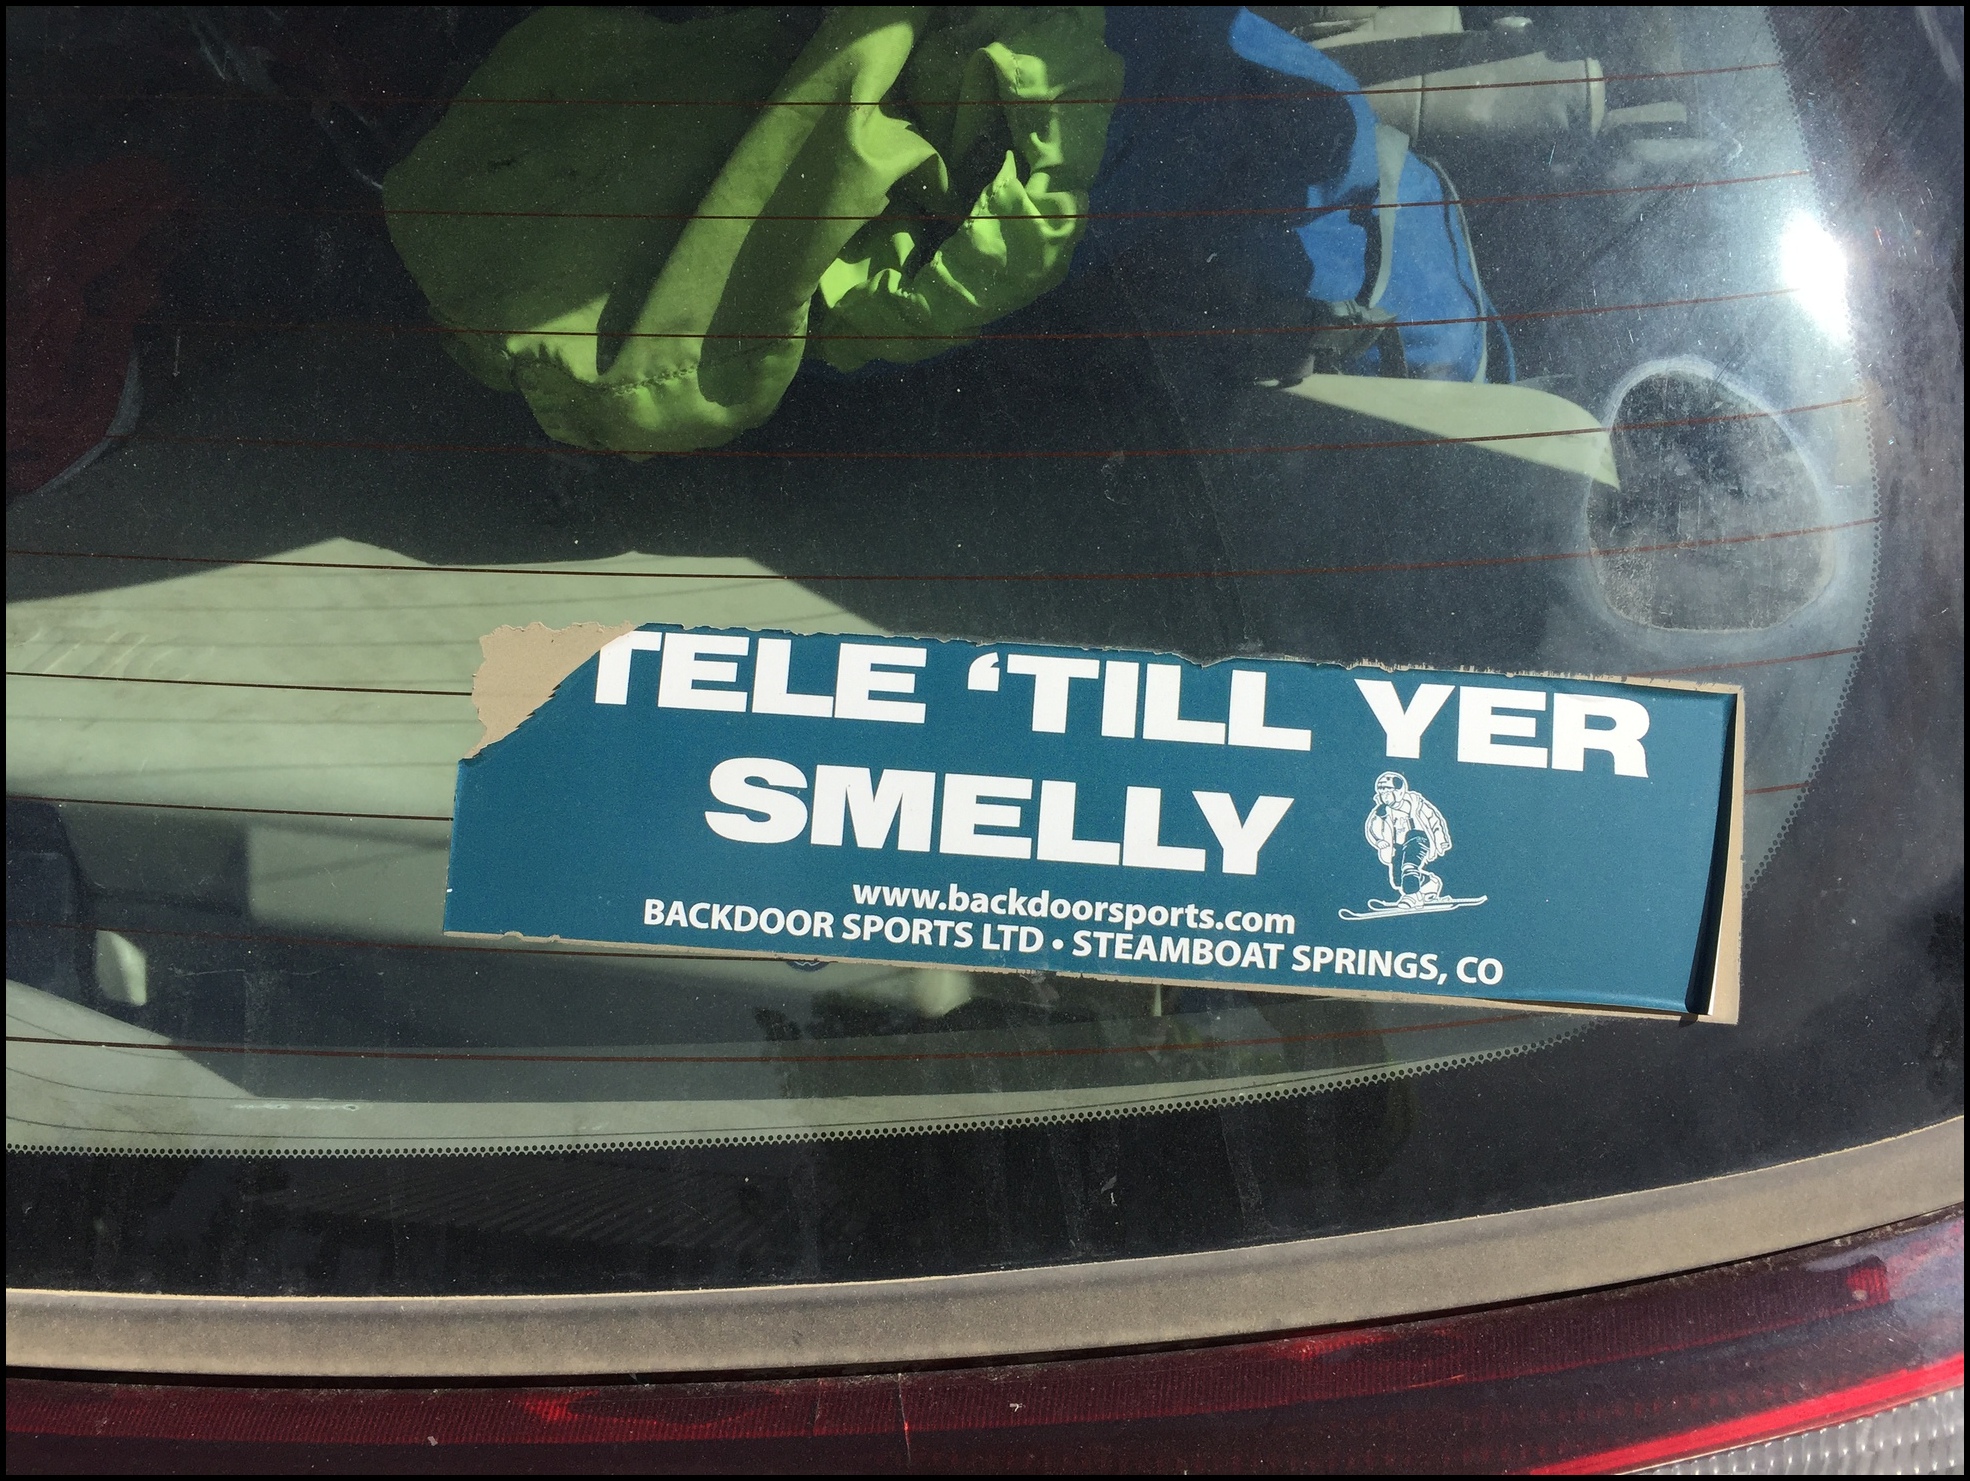 TELE ‘TILL YER
SMELLY
www.backdoorsports.com
BACKDOOR SPORTS LTD • STEAMBOAT SPRINGS, CO